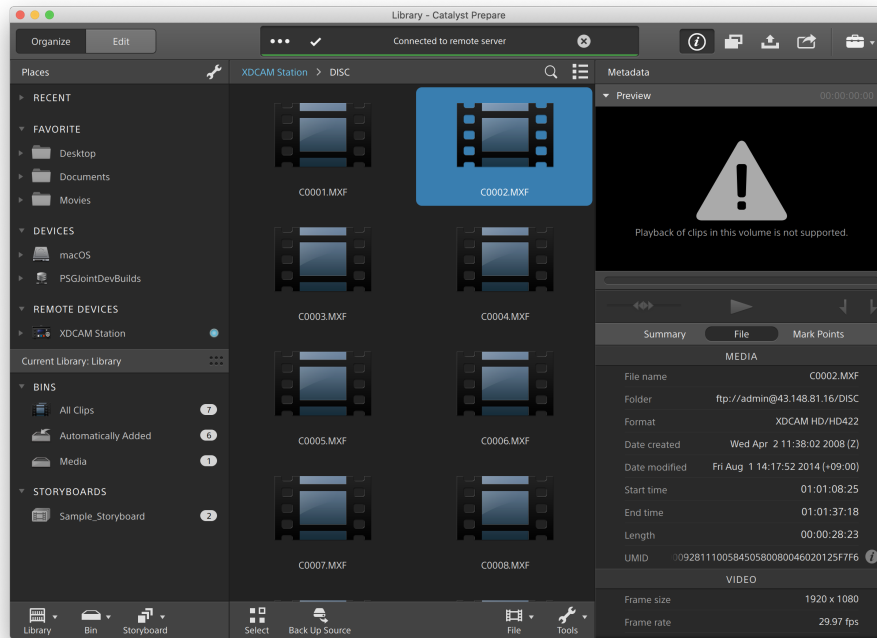 Library - Catalyst Prepare
Organize Edit
Connected to remote server
Places
XDCAM Station > DISC
Metadata
RECENT
FAVORITE
Desktop
Documents
Movies
DEVICES
macOS
PSGJointDevBuilds
REMOTE DEVICES
XDCAM Station
Current Library: Library
BINS
All Clips 7
Automatically Added 6
Media 1
STORYBOARDS
Sample_Storyboard 2
Library Bin Storyboard
C0001.MXF C0002.MXF
C0003.MXF C0004.MXF
C0005.MXF C0006.MXF
C0007.MXF C0008.MXF
Select Back Up Source File Tools
Preview 00:00:00:00
Playback of clips in this volume is not supported.
Summary File Mark Points
MEDIA
File name C0002.MXF
Folder ftp://admin@43.148.81.16/DISC
Format XDCAM HD/HD422
Date created Wed Apr 2 11:38:02 2008 (Z)
Date modified Fri Aug 1 14:17:52 2014 (+09:00)
Start time 01:01:08:25
End time 01:01:37:18
Length 00:00:28:23
UMID 0092811100584505800800460201 25F7F6
VIDEO
Frame size 1920 x 1080
Frame rate 29.97 fps